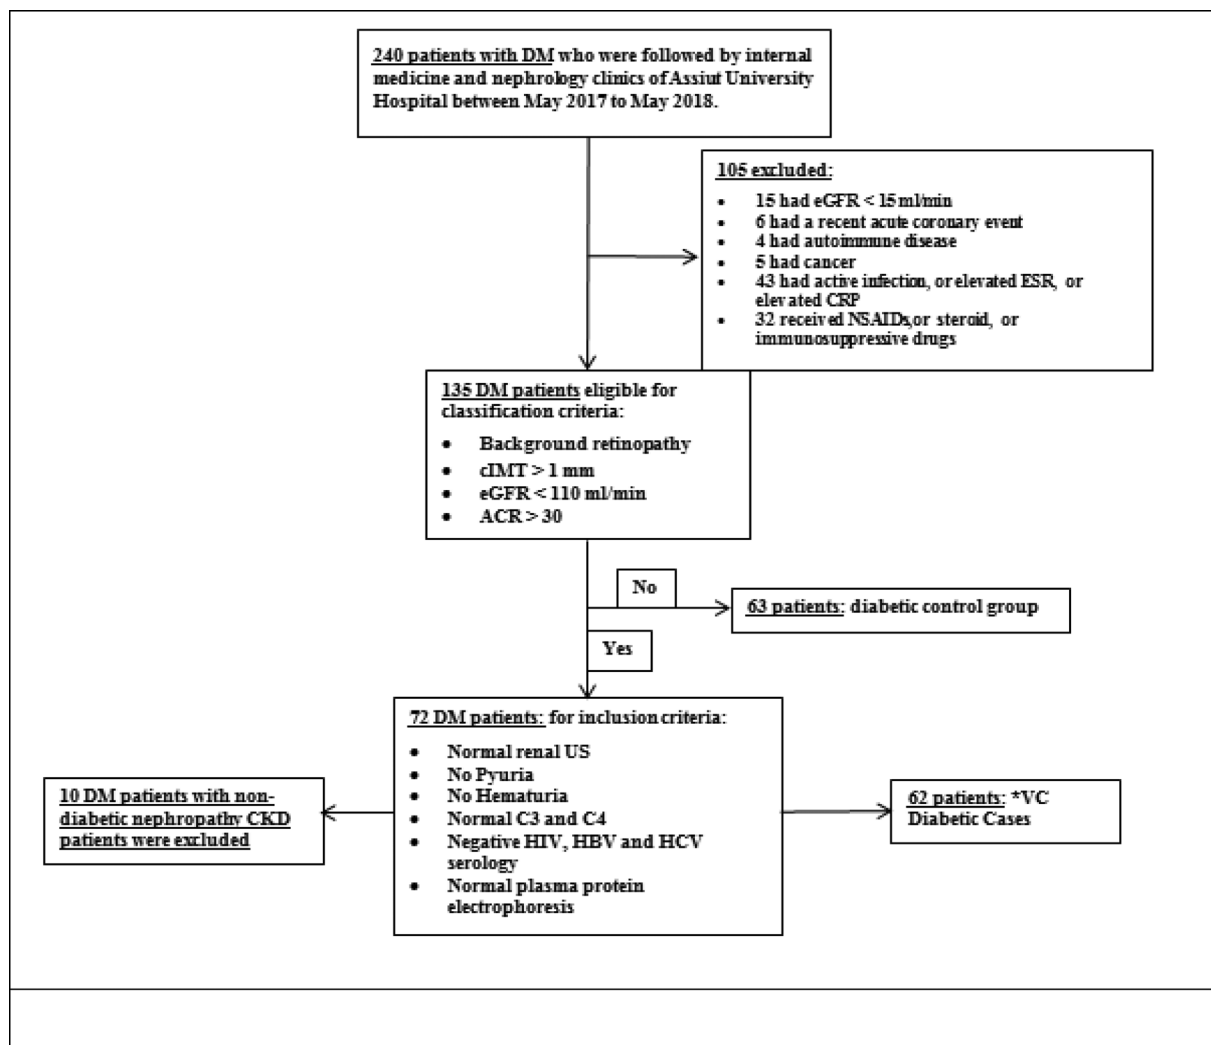 240 patients with DM who were followed by internal
medicine and nephrology clinics of Assiut University
Hospital between May 2017 to May 2018.
105 excluded:
• 15 had eGFR < 15 ml/min
• 6 had a recent acute coronary event
• 4 had autoimmune disease
• 5 had cancer
• 43 had active infection, or elevated ESR, or
elevated CRP
• 32 received NSAIDs,or steroid, or
immunosuppressive drugs
135 DM patients eligible for
classification criteria:
• Background retinopathy
• cIMT > 1 mm
• eGFR < 110 ml/min
• ACR > 30
No
63 patients: diabetic control group
Yes
72 DM patients: for inclusion criteria:
• Normal renal US
• No Pyuria
• No Hematuria
• Normal C3 and C4
• Negative HIV, HBV and HCV
serology
• Normal plasma protein
electrophoresis
10 DM patients with non-
diabetic nephropathy CKD
patients were excluded
62 patients: *VC
Diabetic Cases